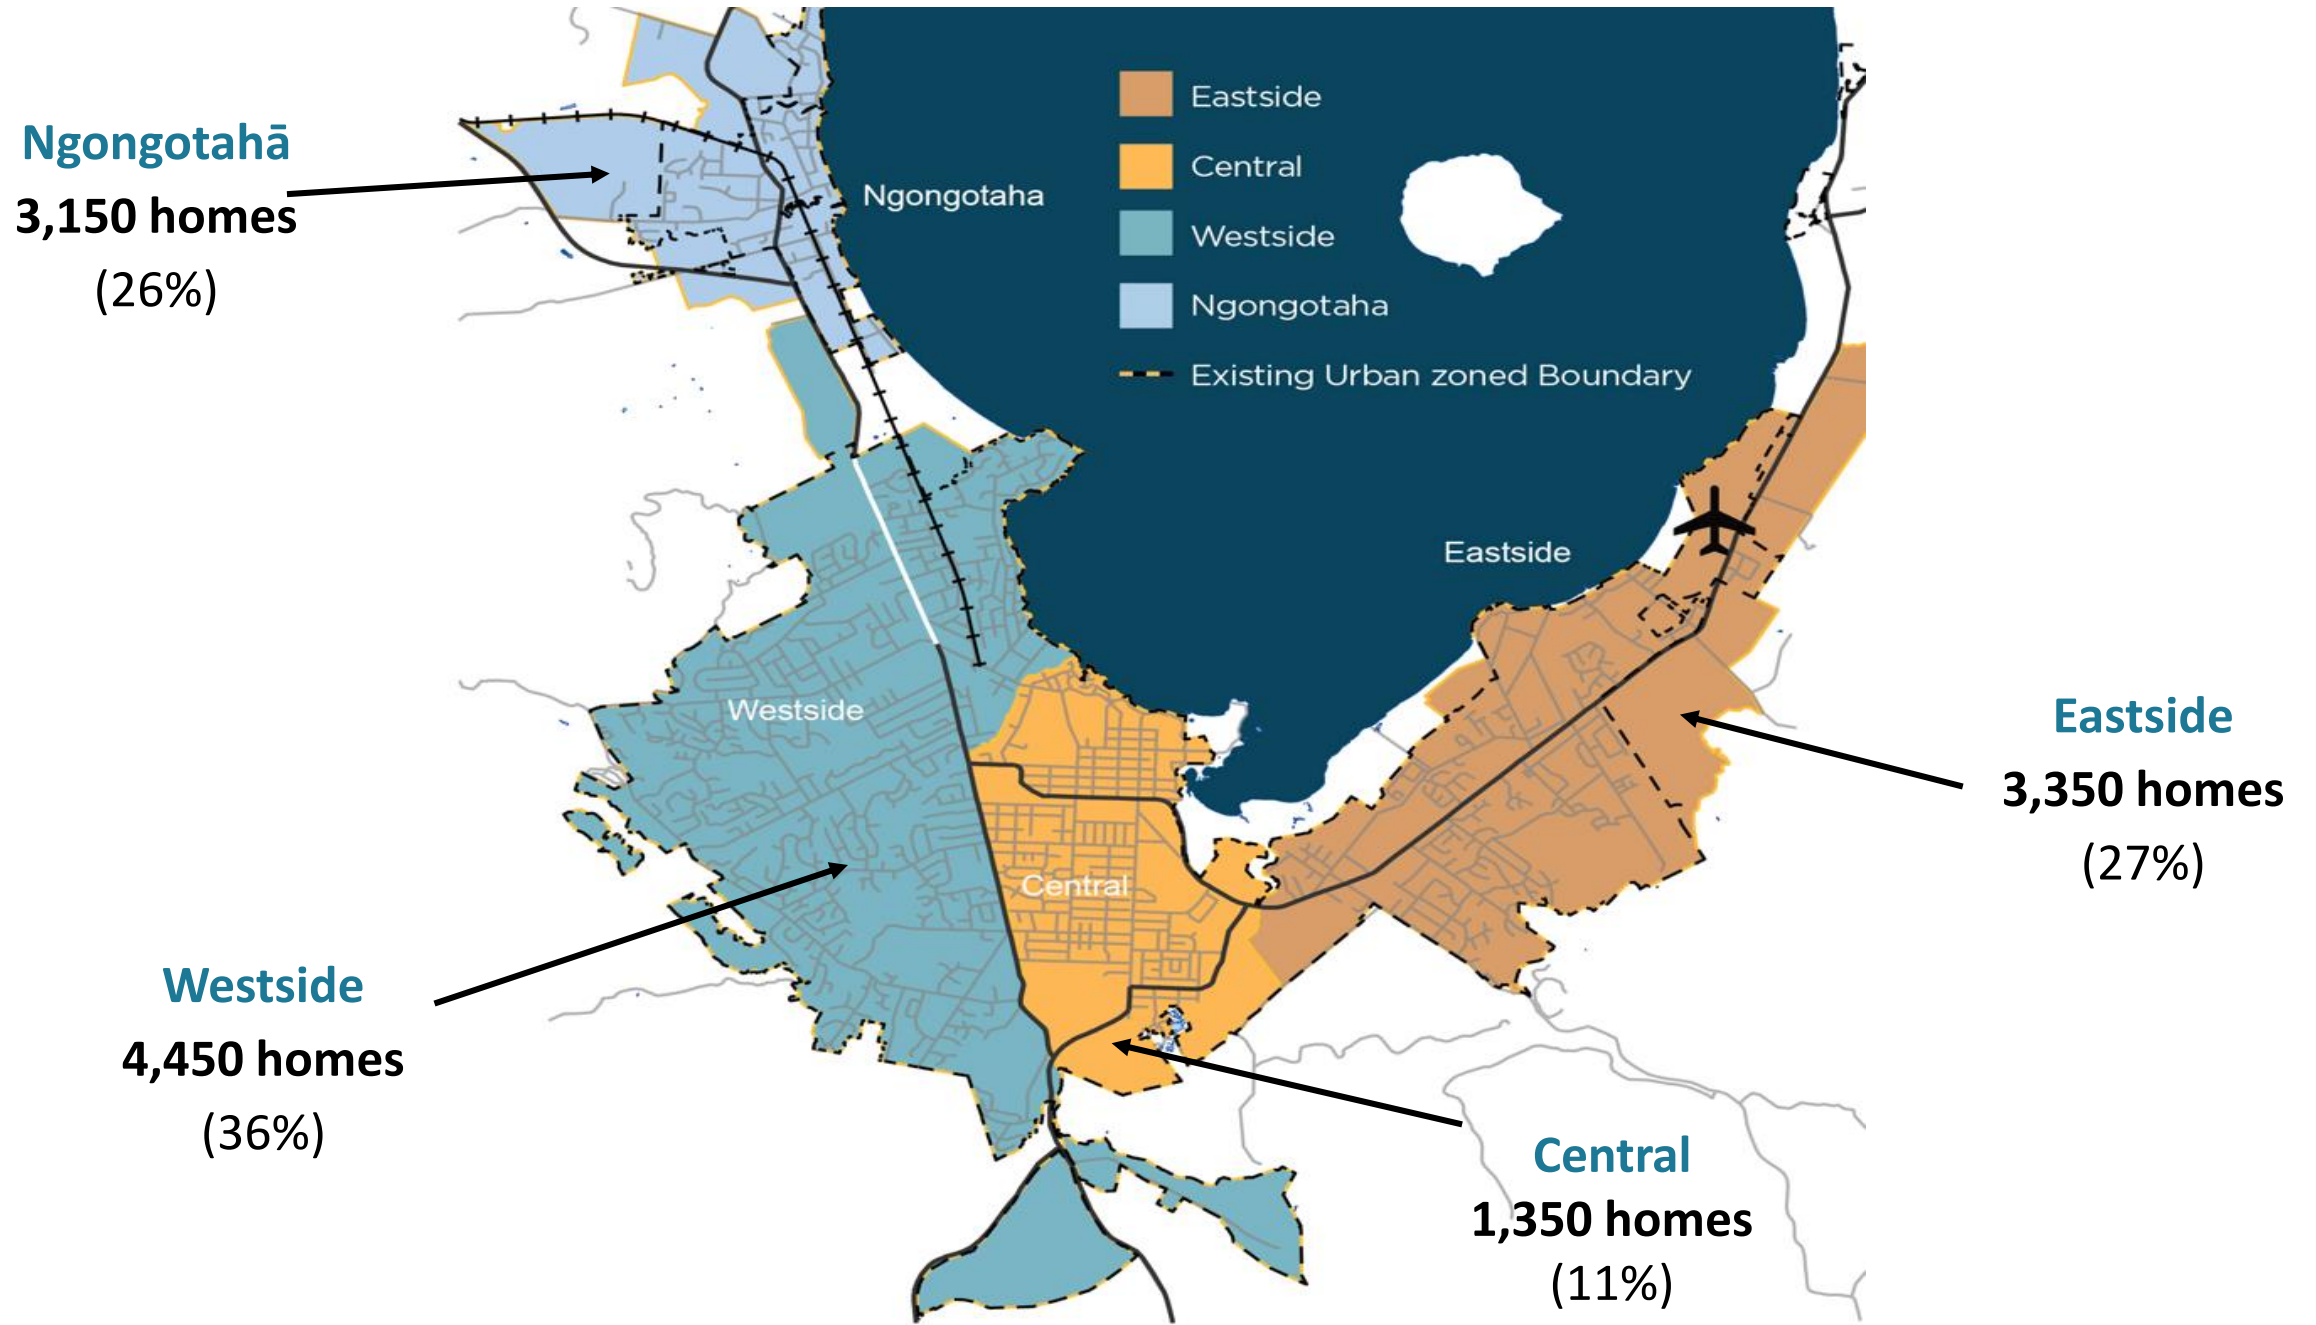 Ngongotahā
3,150 homes
(26%)
Eastside
Central
Westside
Ngongotaha
Existing Urban zoned Boundary
Ngongotaha
Eastside
Westside
Central
Eastside
3,350 homes
(27%)
Westside
4,450 homes
(36%)
Central
1,350 homes
(11%)